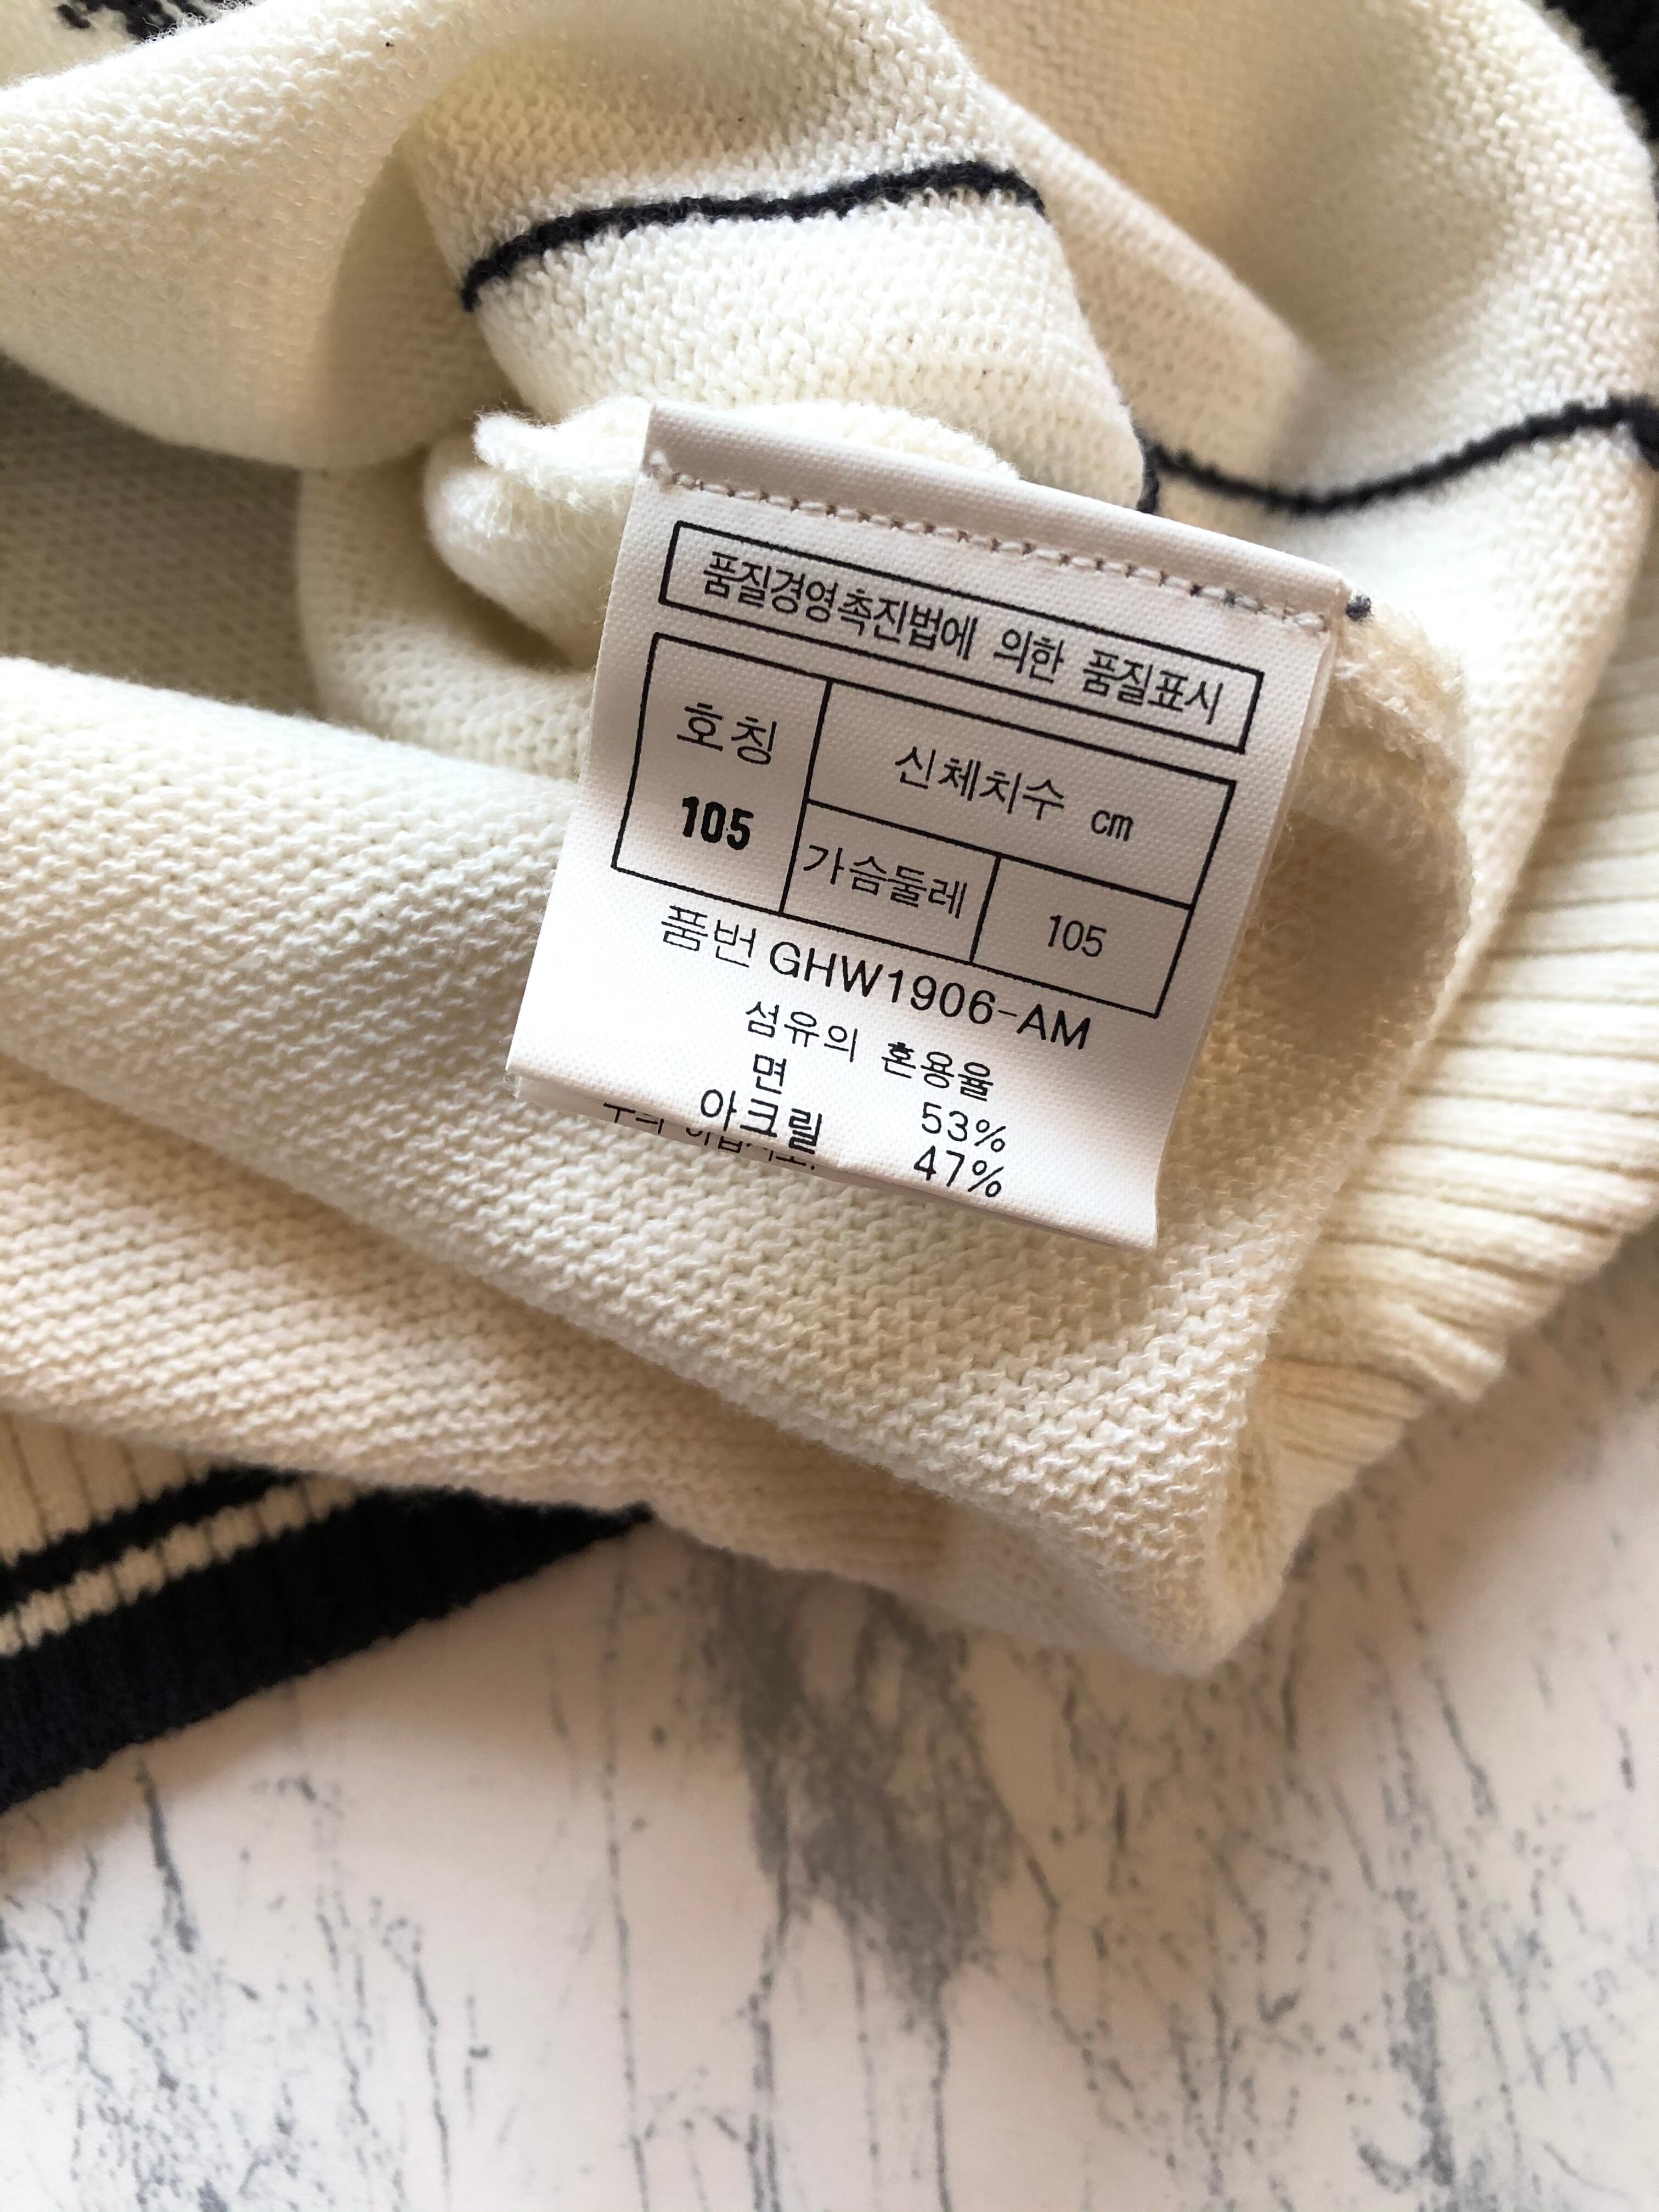 품질경영촉진법에 의한 품질표시
호칭
105
신체치수 cm
가슴둘레 105
품번 GHW1906-AM
섬유의 혼용율
면 53%
아크릴 47%